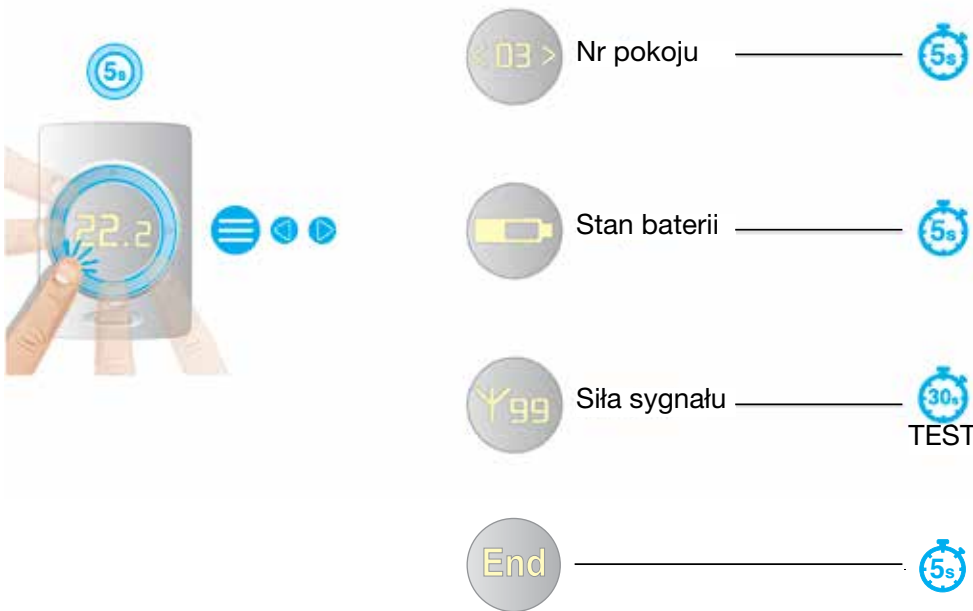 5s
22.2
< 03 >
Nr pokoju
5s
Stan baterii
5s
99
Siła sygnału
30s
TEST
End
5s